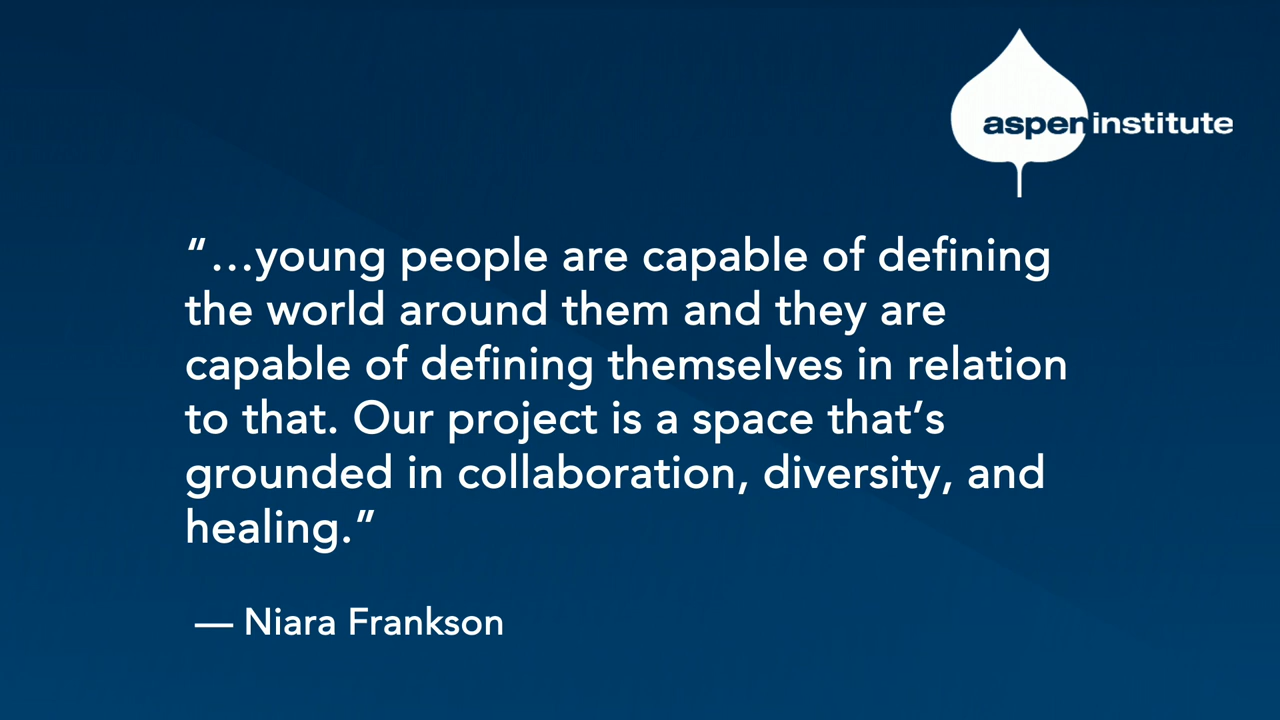 aspen institute
“…young people are capable of defining
the world around them and they are
capable of defining themselves in relation
to that. Our project is a space that’s
grounded in collaboration, diversity, and
healing.”
— Niara Frankson